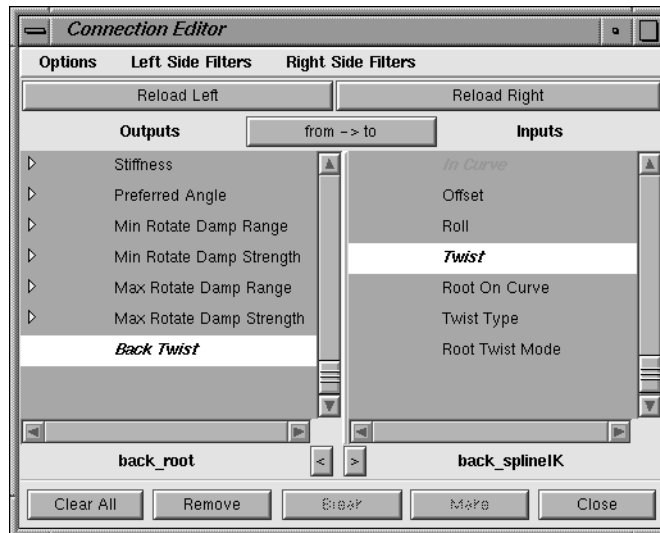 Connection Editor
Options Left Side Filters Right Side Filters
Reload Left Reload Right
Outputs from -> to Inputs
Stiffness In Curve
Preferred Angle Offset
Min Rotate Damp Range Roll
Min Rotate Damp Strength Twist
Max Rotate Damp Range Root On Curve
Max Rotate Damp Strength Twist Type
Back Twist Root Twist Mode
back_root < > back_splineIK
Clear All Remove Break Make Close